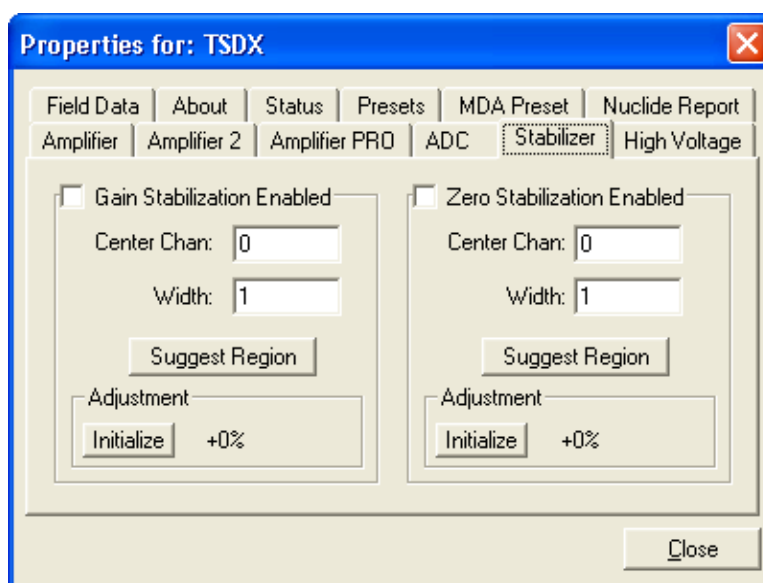 Properties for: TSDX
Field Data About Status Presets MDA Preset Nuclide Report
Amplifier Amplifier 2 Amplifier PRO ADC Stabilizer High Voltage
Gain Stabilization Enabled
Center Chan: 0
Width: 1
Suggest Region
Adjustment
Initialize +0%
Zero Stabilization Enabled
Center Chan: 0
Width: 1
Suggest Region
Adjustment
Initialize +0%
Close